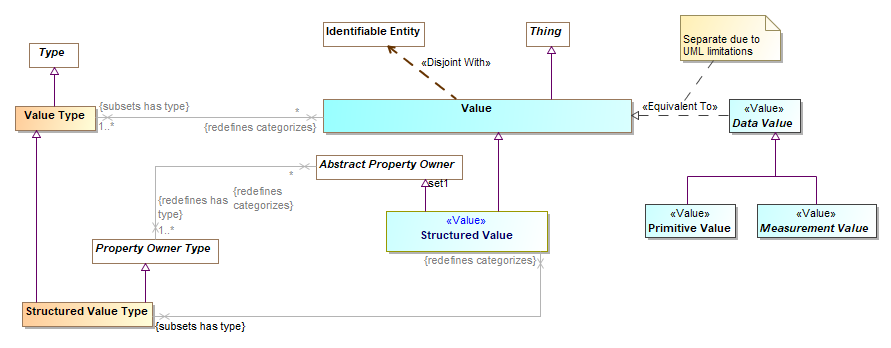 Identifiable Entity
Thing
Separate due to
UML limitations
Type
«Disjoint With»
Value Type
{subsets has type}
1..*
*
{redefines categorizes}
Value
«Equivalent To»
«Value»
Data Value
Abstract Property Owner
*
{redefines
categorizes}
{redefines has
type}
1..*
set1
«Value»
Structured Value
{redefines categorizes}
«Value»
Primitive Value
«Value»
Measurement Value
Property Owner Type
Structured Value Type
{subsets has type}